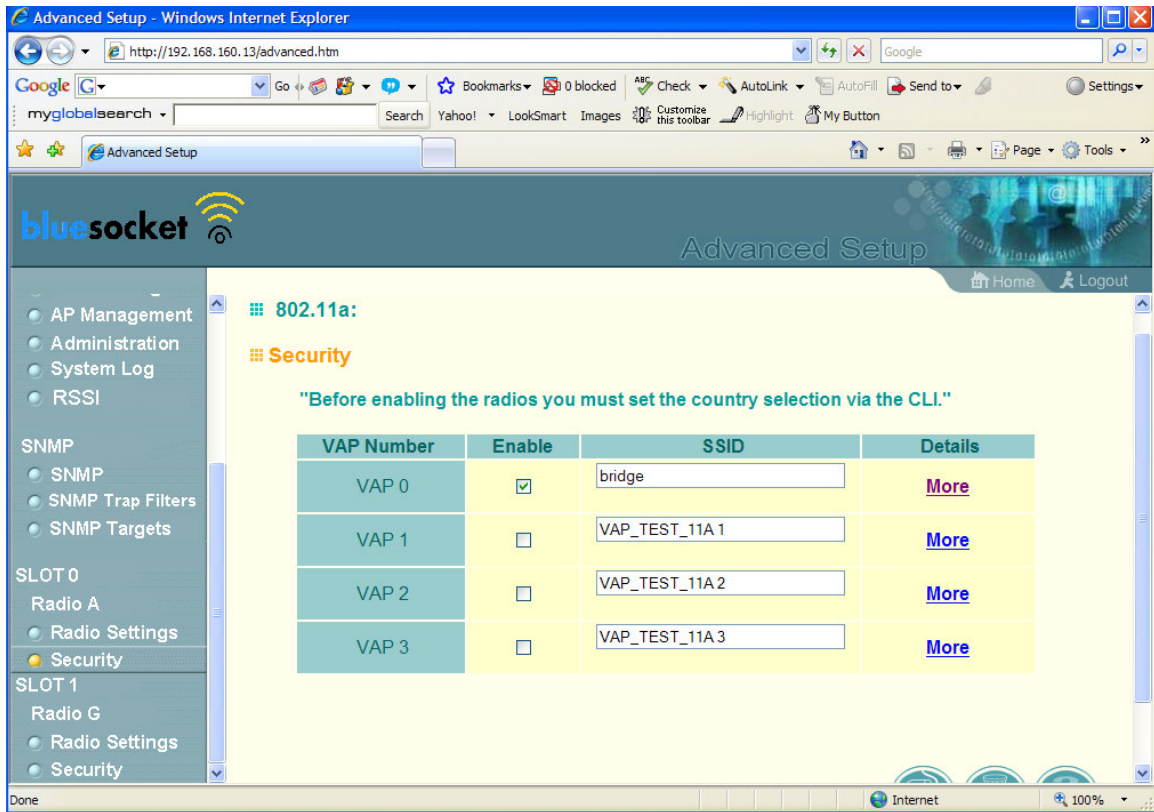 Advanced Setup - Windows Internet Explorer
http://192.168.160.13/advanced.htm
Google
Google G
Go
Bookmarks
0 blocked
ABC Check
AutoLink
AutoFill
Send to
Settings
myglobalsearch
Search
Yahoo!
LookSmart
Images
Customize this toolbar
Highlight
My Button
Advanced Setup
Page
Tools
bluesocket
Advanced Setup
Home
Logout
AP Management
Administration
System Log
RSSI
SNMP
SNMP
SNMP Trap Filters
SNMP Targets
SLOT 0
Radio A
Radio Settings
Security
SLOT 1
Radio G
Radio Settings
Security
802.11a:
Security
"Before enabling the radios you must set the country selection via the CLI."
VAP Number Enable SSID Details
VAP 0 bridge More
VAP 1 VAP_TEST_11A 1 More
VAP 2 VAP_TEST_11A 2 More
VAP 3 VAP_TEST_11A 3 More
Done
Internet
100%